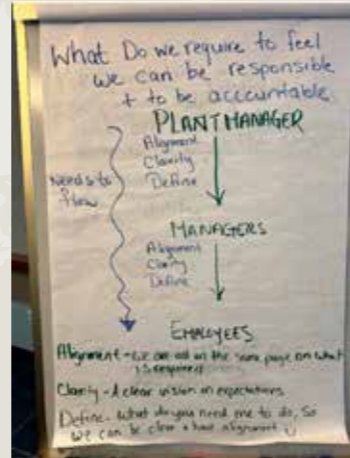 What Do we require to feel
we can be responsible
+ to be acccuntable
PLANT MANAGER
Alignment
Clarity
Define
Needs to
flow
MANAGERS
Alignment
Clarity
Define
EMPLOYEES
Alignment - we are all on the same page on what
is required
Clarity - A clear vision on expectations
Define - what do you need me to do, So
we can be clear + have alignment